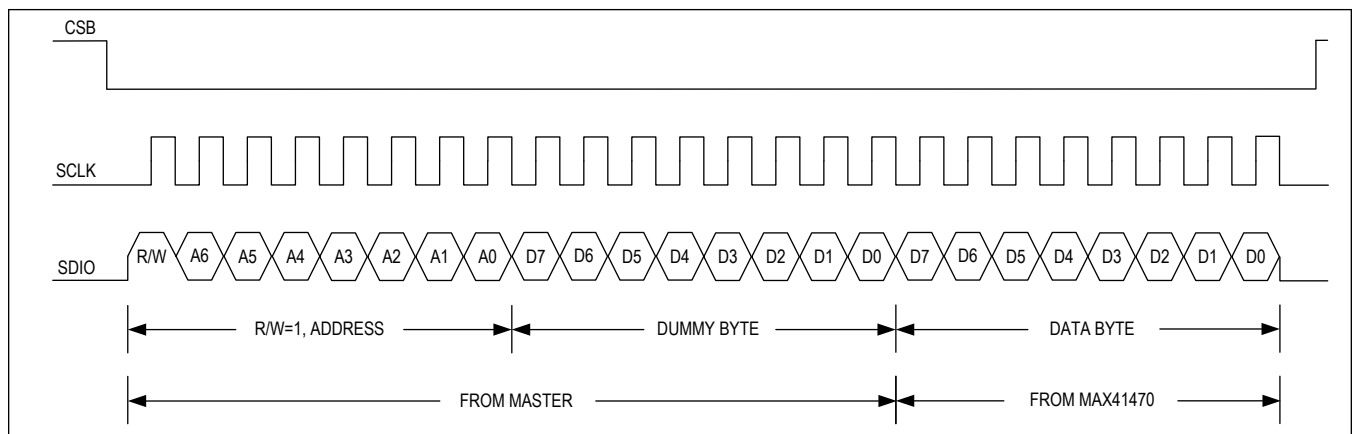 CSB
SCLK
SDIO R/W A6 A5 A4 A3 A2 A1 A0 D7 D6 D5 D4 D3 D2 D1 D0 D7 D6 D5 D4 D3 D2 D1 D0
R/W=1, ADDRESS DUMMY BYTE DATA BYTE
FROM MASTER FROM MAX41470